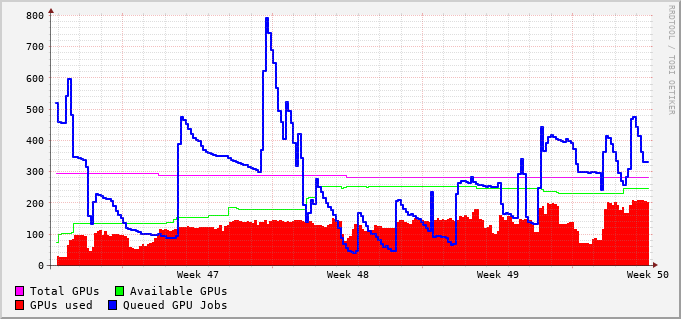 800
700
600
500
400
300
200
100
0
Week 47 Week 48 Week 49 Week 50
Total GPUs Available GPUs
GPUs used Queued GPU Jobs
RRDTOOL / TOBI OETIKER